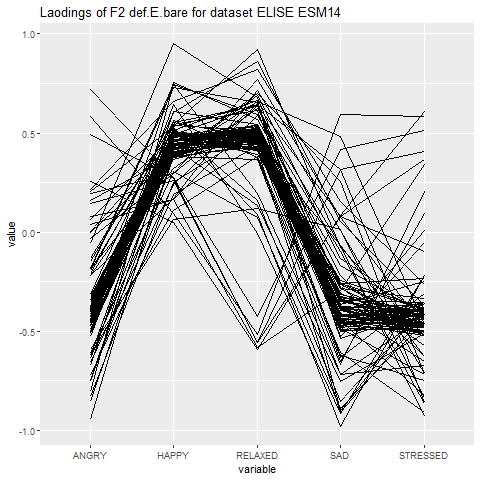 Laodings of F2 def.E.bare for dataset ELISE ESM14
1.0
0.5
0.0
-0.5
-1.0
value
ANGRY HAPPY RELAXED SAD STRESSED
variable